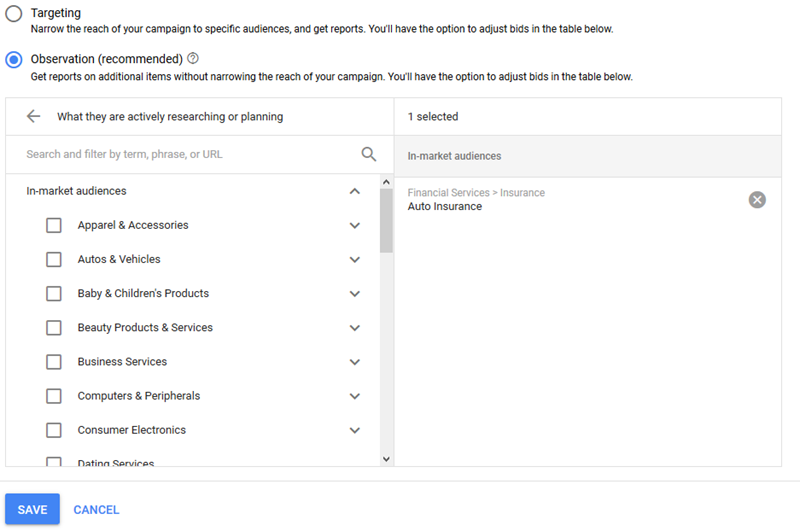 Targeting
Narrow the reach of your campaign to specific audiences, and get reports. You'll have the option to adjust bids in the table below.
Observation (recommended)
Get reports on additional items without narrowing the reach of your campaign. You'll have the option to adjust bids in the table below.
What they are actively researching or planning
1 selected
Search and filter by term, phrase, or URL
In-market audiences
In-market audiences
Financial Services > Insurance
Auto Insurance
Apparel & Accessories
Autos & Vehicles
Baby & Children's Products
Beauty Products & Services
Business Services
Computers & Peripherals
Consumer Electronics
Dating Services
SAVE
CANCEL